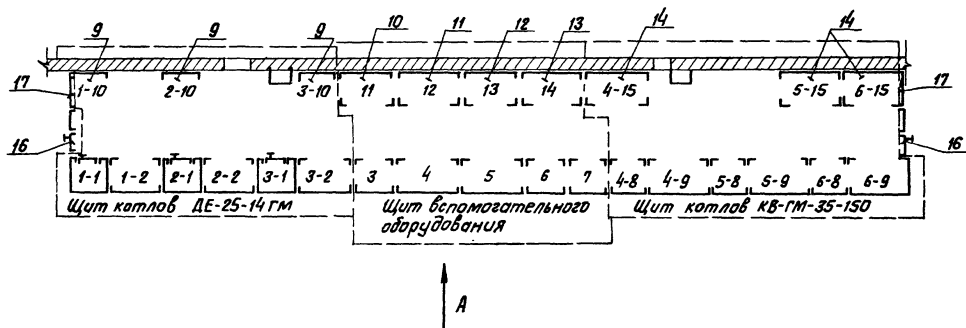 9 9 9 10 11 12 13 14 14
17 1-10 2-10 3-10 11 12 13 14 4-15 5-15 6-15 17
16 16
1-1 1-2 2-1 2-2 3-1 3-2 3 4 5 6 7 4-8 4-9 5-8 5-9 6-8 6-9
Щит котлов ДЕ-25-14 ГМ Щит вспомогательного Щит котлов КВ-ГМ-35-150
оборудования
А